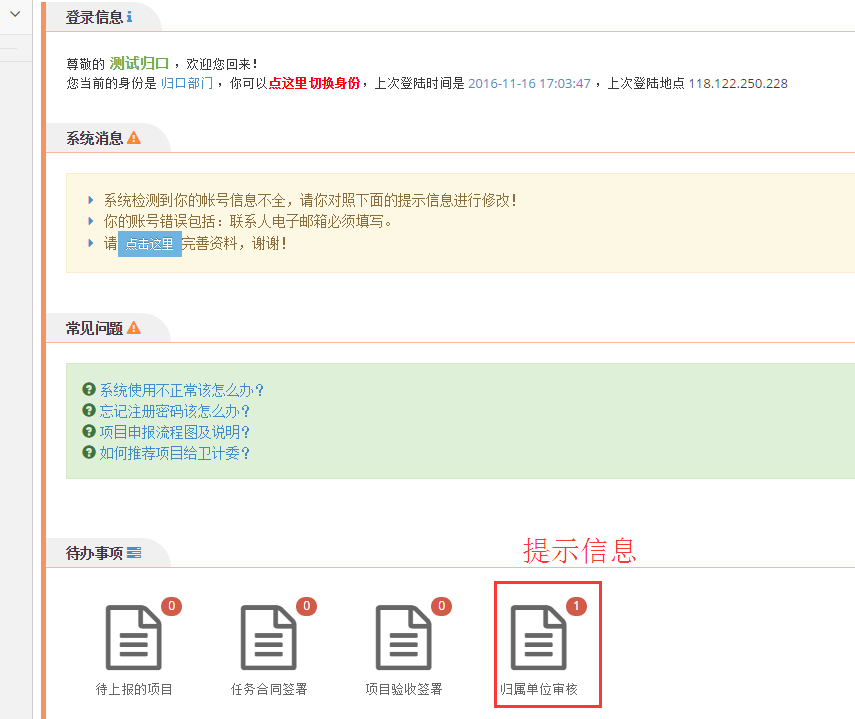 登录信息
尊敬的 测试归口 ，欢迎您回来！
您当前的身份是 归口部门 ，你可以点这里切换身份，上次登陆时间是 2016-11-16 17:03:47 ，上次登陆地点 118.122.250.228
系统消息
系统检测到你的帐号信息不全，请你对照下面的提示信息进行修改！
你的账号错误包括：联系人电子邮箱必须填写。
请 点击这里 完善资料，谢谢！
常见问题
系统使用不正常该怎么办？
忘记注册密码该怎么办？
项目申报流程图及说明？
如何推荐项目给卫计委？
待办事项
提示信息
0 0 0 1
待上报的项目 任务合同签署 项目验收签署 归属单位审核